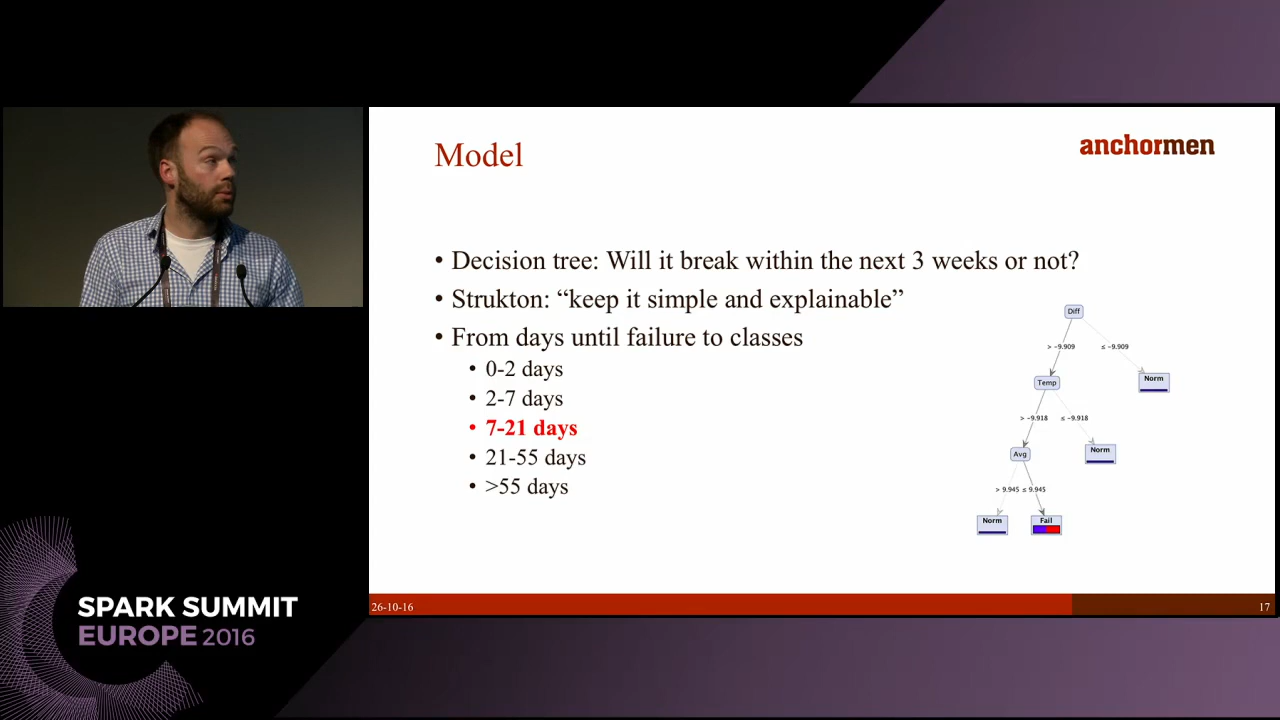 Model
anchormen
• Decision tree: Will it break within the next 3 weeks or not?
• Strukton: “keep it simple and explainable”
• From days until failure to classes
• 0-2 days
• 2-7 days
• 7-21 days
• 21-55 days
• >55 days
Diff
> -9.909
≤ -9.909
Temp
Norm
> -9.918
≤ -9.918
Avg
Norm
> 9.945
≤ 9.945
Norm
Fail
26-10-16
17
SPARK SUMMIT
EUROPE 2016